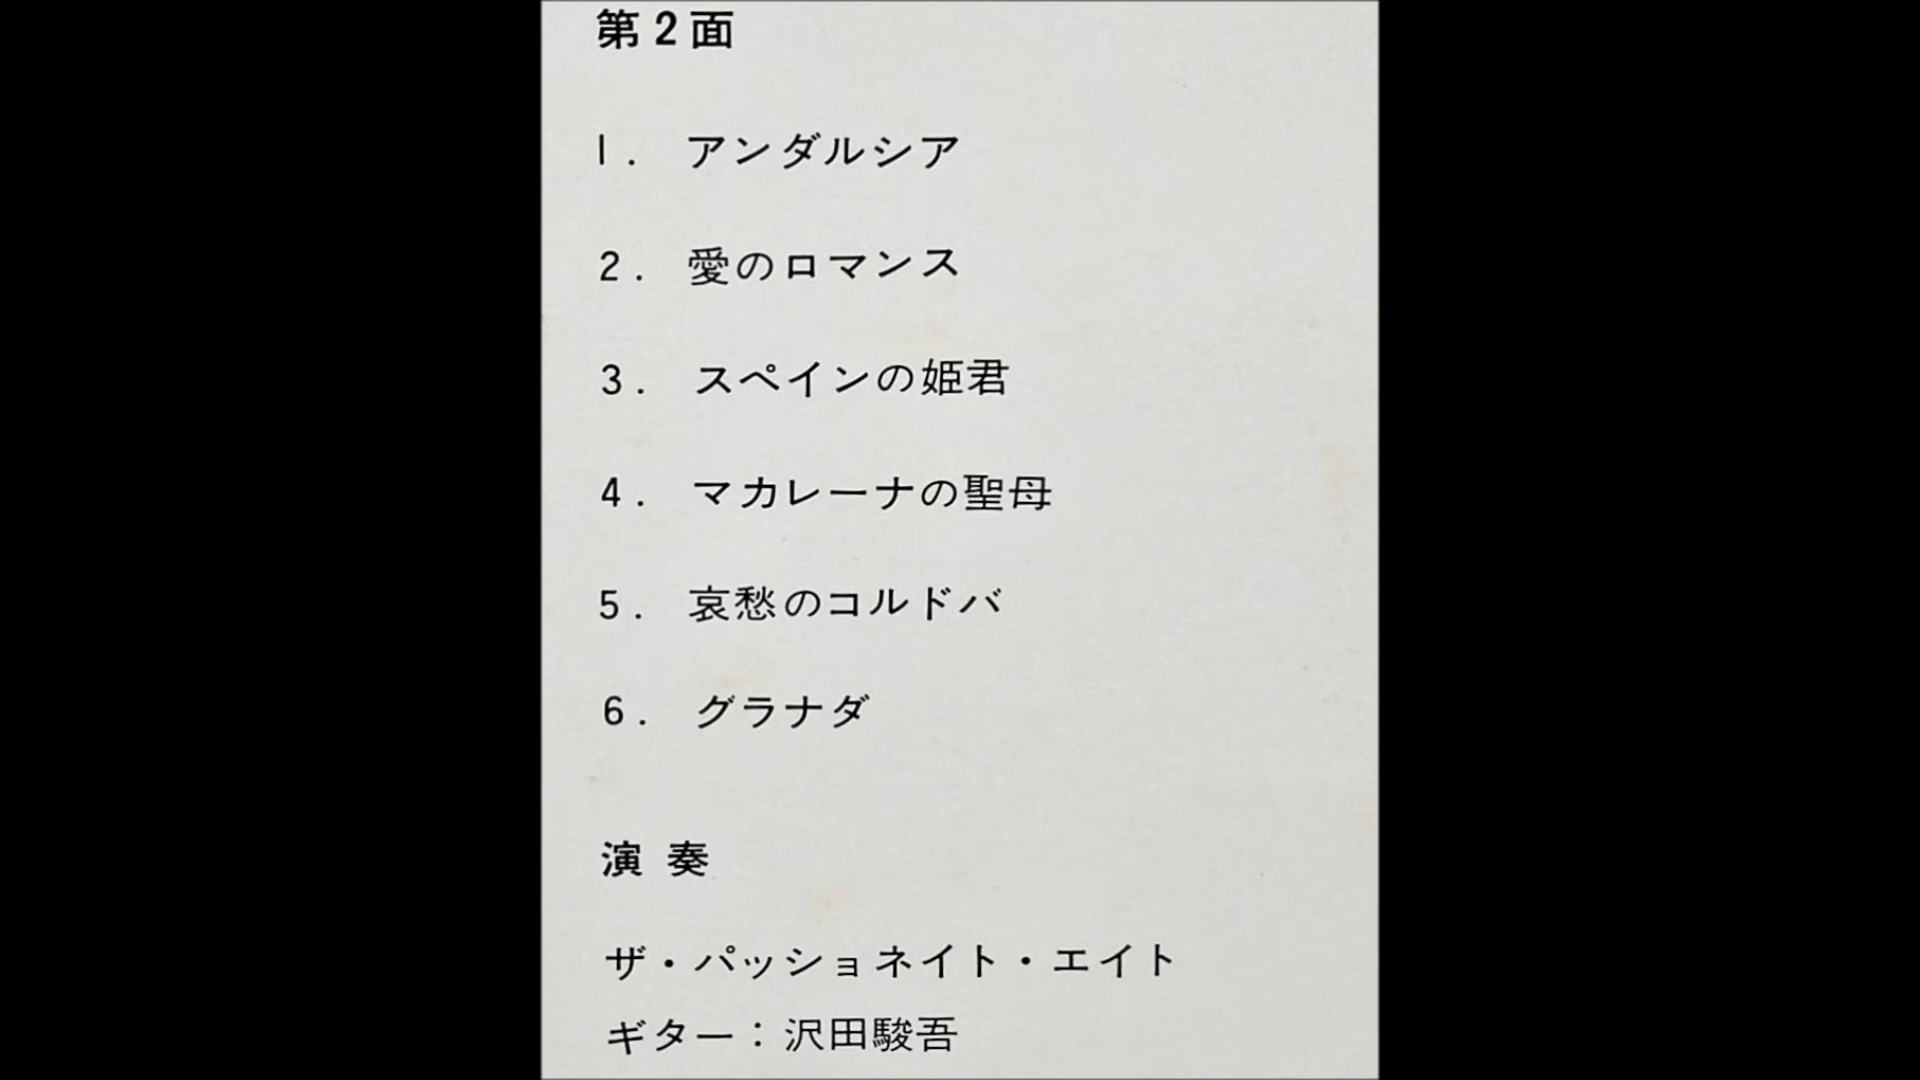 第2面
1. アンダルシア
2. 愛のロマンス
3. スペインの姫君
4. マカレーナの聖母
5. 哀愁のコルドバ
6. グラナダ
演奏
ザ・パッショネイト・エイト
ギター：沢田駿吾